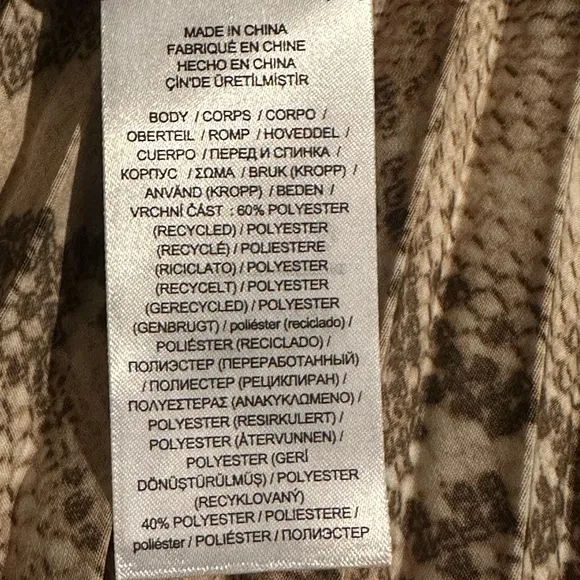 MADE IN CHINA
FABRIQUÉ EN CHINE
HECHO EN CHINA
ÇİN'DE ÜRETİLMİŞTİR
BODY / CORPS / CORPO /
OBERTEIL / ROMP / HOVEDDEL /
CUERPO / ПЕРЕД И СПИНКА /
КОРПУС / ΣΩΜΑ / BRUK (KROPP) /
ANVÄND (KROPP) / BEDEN /
VRCHNÍ ČÁST : 60% POLYESTER
(RECYCLED) / POLYESTER
(RECYCLÉ) / POLIESTERE
(RICICLATO) / POLYESTER
(RECYCELT) / POLYESTER
(GERECYCLED) / POLYESTER
(GENBRUGT) / poliéster (reciclado) /
POLIÉSTER (RECICLADO) /
ПОЛИЭСТЕР (ПЕРЕРАБОТАННЫЙ)
/ ПОЛИЕСТЕР (РЕЦИКЛИРАН) /
ΠΟΛΥΕΣΤΕΡΑΣ (ΑΝΑΚΥΚΛΩΜΕΝΟΣ) /
POLYESTER (RESIRKULERT) /
POLYESTER (ÅTERVUNNEN) /
POLYESTER (GERİ
DÖNÜŞTÜRÜLMÜŞ) / POLYESTER
(RECYKLOVANÝ)
40% POLYESTER / POLIESTERE /
poliéster / POLYESTER / ПОЛИЭСТЕР